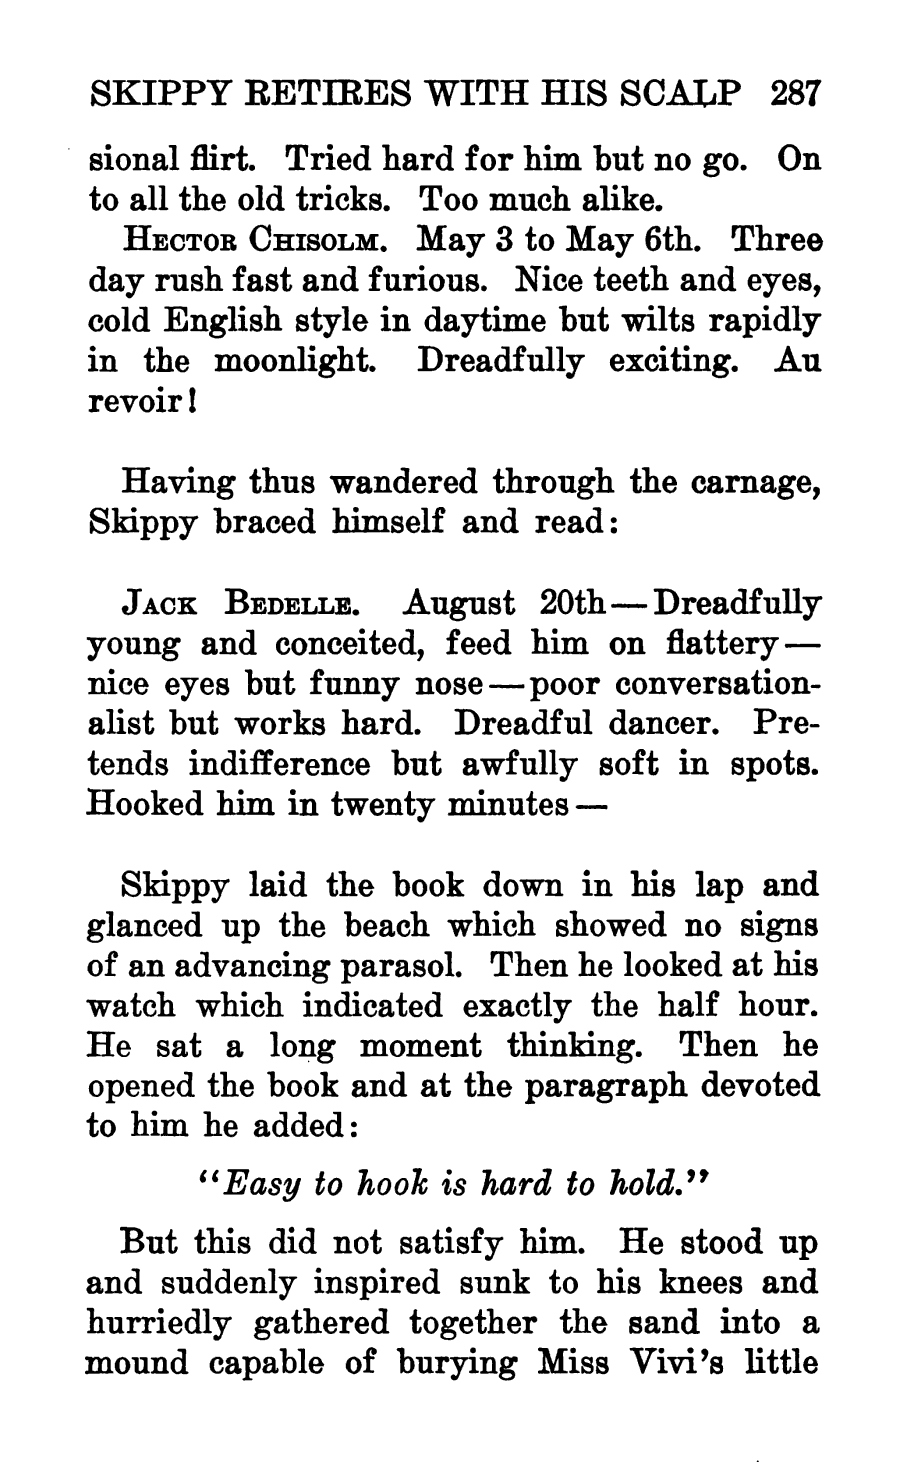 SKIPPY RETIRES WITH HIS SCALP 287
sional flirt. Tried hard for him but no go. On
to all the old tricks. Too much alike.
HECTOR CHISOLM. May 3 to May 6th. Three
day rush fast and furious. Nice teeth and eyes,
cold English style in daytime but wilts rapidly
in the moonlight. Dreadfully exciting. Au
revoir!
Having thus wandered through the carnage,
Skippy braced himself and read:
JACK BEDELLE. August 20th—Dreadfully
young and conceited, feed him on flattery—
nice eyes but funny nose—poor conversation-
alist but works hard. Dreadful dancer. Pre-
tends indifference but awfully soft in spots.
Hooked him in twenty minutes—
Skippy laid the book down in his lap and
glanced up the beach which showed no signs
of an advancing parasol. Then he looked at his
watch which indicated exactly the half hour.
He sat a long moment thinking. Then he
opened the book and at the paragraph devoted
to him he added:
"Easy to hook is hard to hold."
But this did not satisfy him. He stood up
and suddenly inspired sunk to his knees and
hurriedly gathered together the sand into a
mound capable of burying Miss Vivi's little